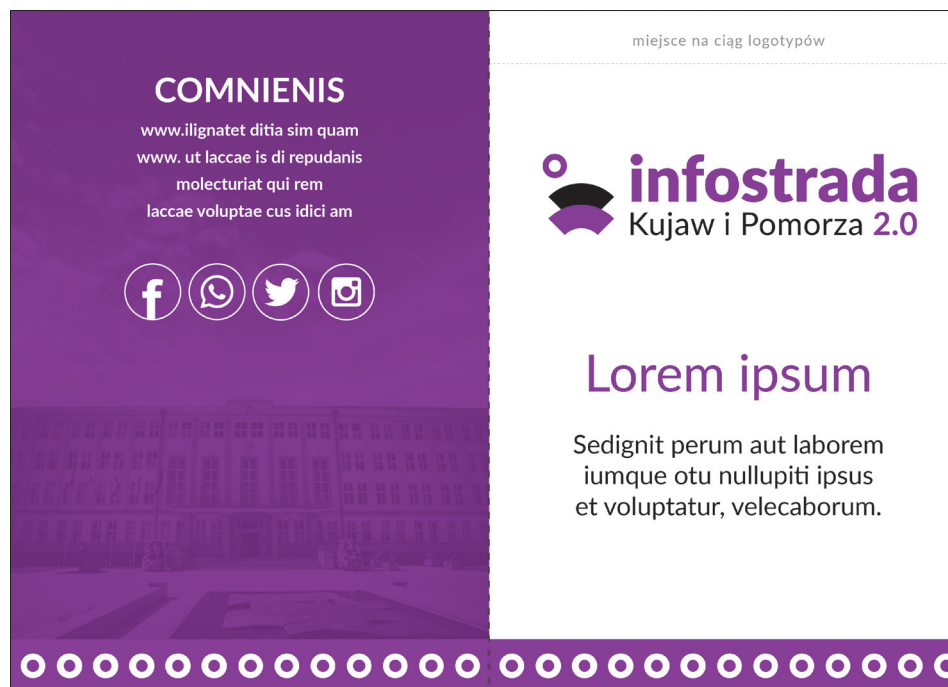 COMNIENIS
www.ilignatet ditia sim quam
www. ut laccae is di repudanis
molecturiat qui rem
laccae voluptae cus idici am
miejsce na ciąg logotypów
infostrada
Kujaw i Pomorza 2.0
Lorem ipsum
Sedignit perum aut laborem
iumque otu nullupiti ipsus
et voluptatur, velecaborum.